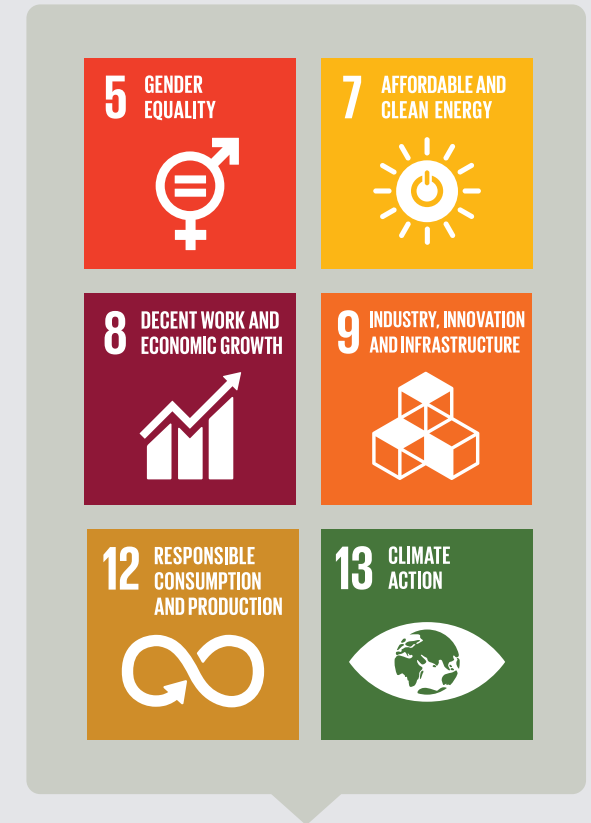 5 GENDER
EQUALITY
7 AFFORDABLE AND
CLEAN ENERGY
8 DECENT WORK AND
ECONOMIC GROWTH
9 INDUSTRY, INNOVATION
AND INFRASTRUCTURE
12 RESPONSIBLE
CONSUMPTION
AND PRODUCTION
13 CLIMATE
ACTION